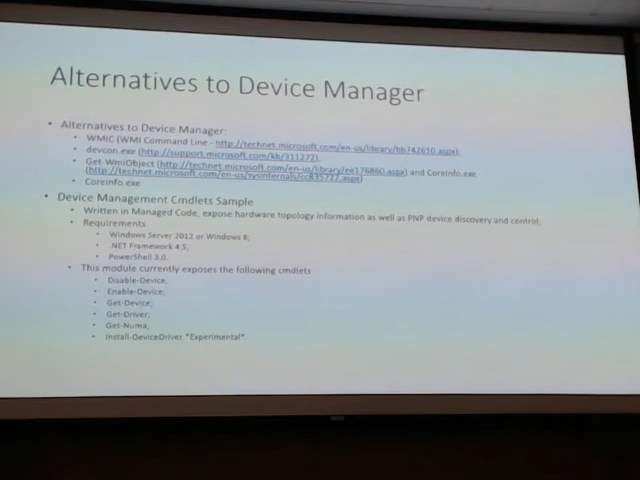 Alternatives to Device Manager
• Alternatives to Device Manager:
• WMIC (WMI Command Line - http://technet.microsoft.com/en-us/library/bb742610.aspx);
• devcon.exe (http://support.microsoft.com/kb/311272),
• Get-WmiObject (http://technet.microsoft.com/en-us/library/ee176860.aspx) and Coreinfo.exe
(http://technet.microsoft.com/en-us/sysinternals/cc835722.aspx)
• Coreinfo.exe
• Device Management Cmdlets Sample
• Written in Managed Code, expose hardware topology information as well as PNP device discovery and control;
• Requirements
• Windows Server 2012 or Windows 8;
• .NET Framework 4.5,
• PowerShell 3.0,
• This module currently exposes the following cmdlets
• Disable-Device,
• Enable-Device,
• Get-Device;
• Get-Driver;
• Get-Numa;
• Install-DeviceDriver *Experimental*